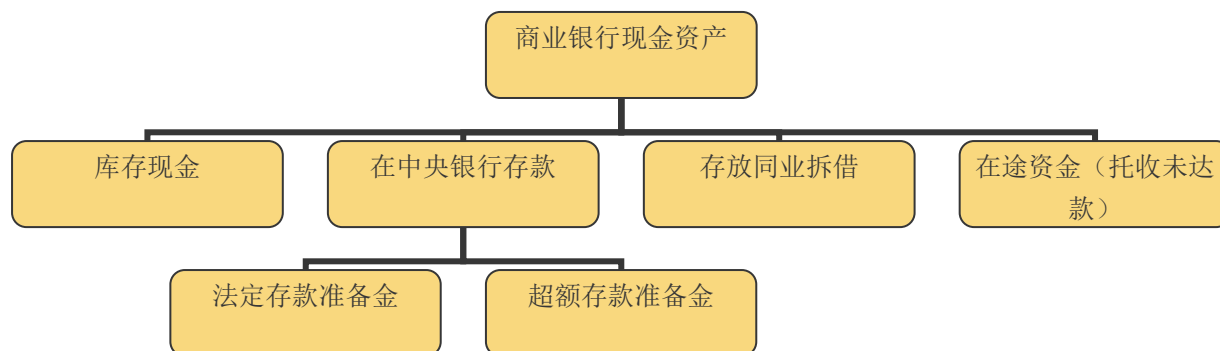 商业银行现金资产
库存现金
在中央银行存款
存放同业拆借
在途资金（托收未达
款）
法定存款准备金
超额存款准备金